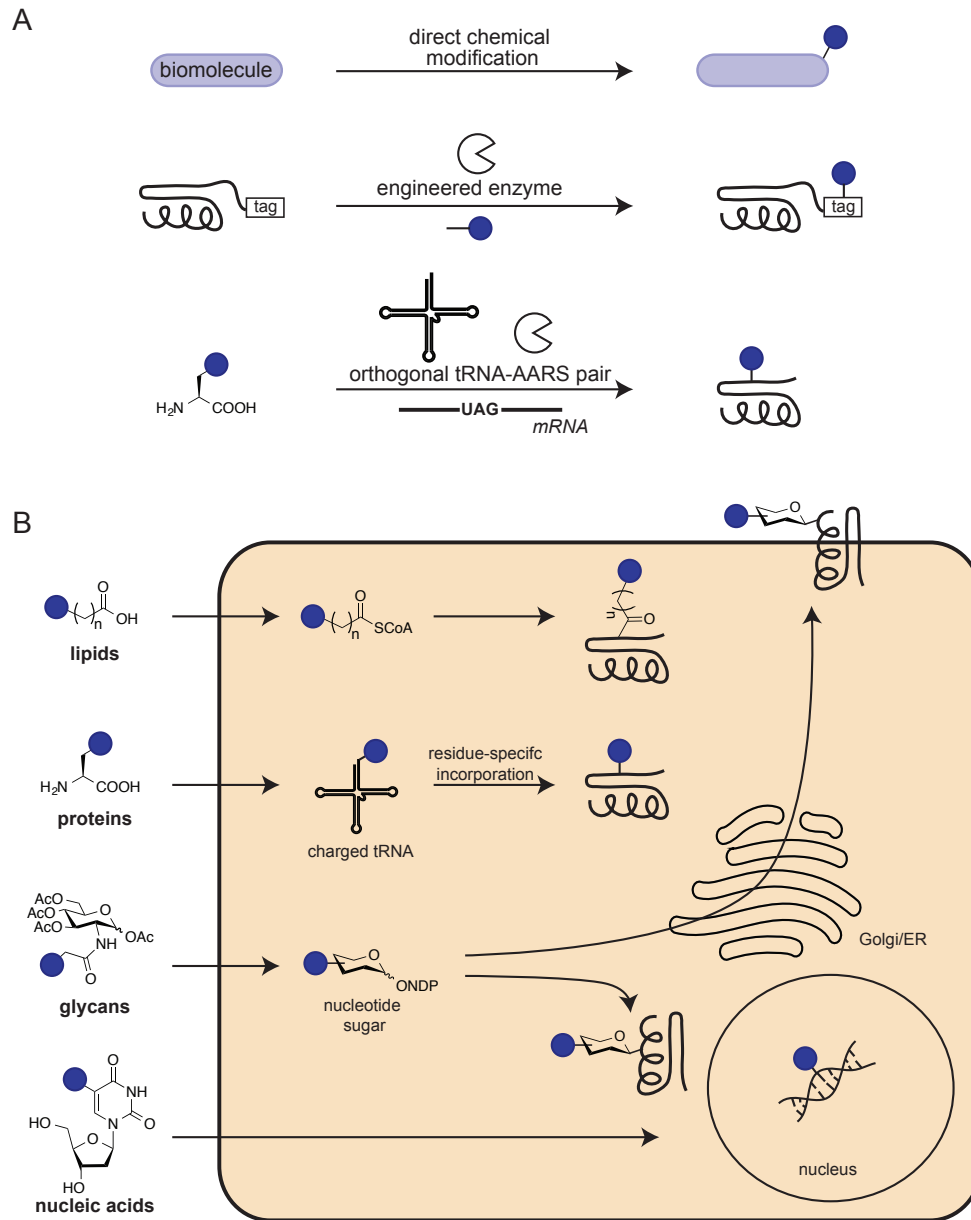 A
biomolecule
direct chemical
modification
tag
engineered enzyme
tag
H₂N
COOH
orthogonal tRNA-AARS pair
UAG
mRNA
B
O
OH
n
lipids
O
SCoA
n
O
n
H₂N
COOH
proteins
charged tRNA
residue-specifc
incorporation
AcO
O
AcO
AcO
OAc
NH
O
glycans
O
ONDP
nucleotide
sugar
O
O
Golgi/ER
O
NH
N
O
HO
O
HO
nucleic acids
nucleus